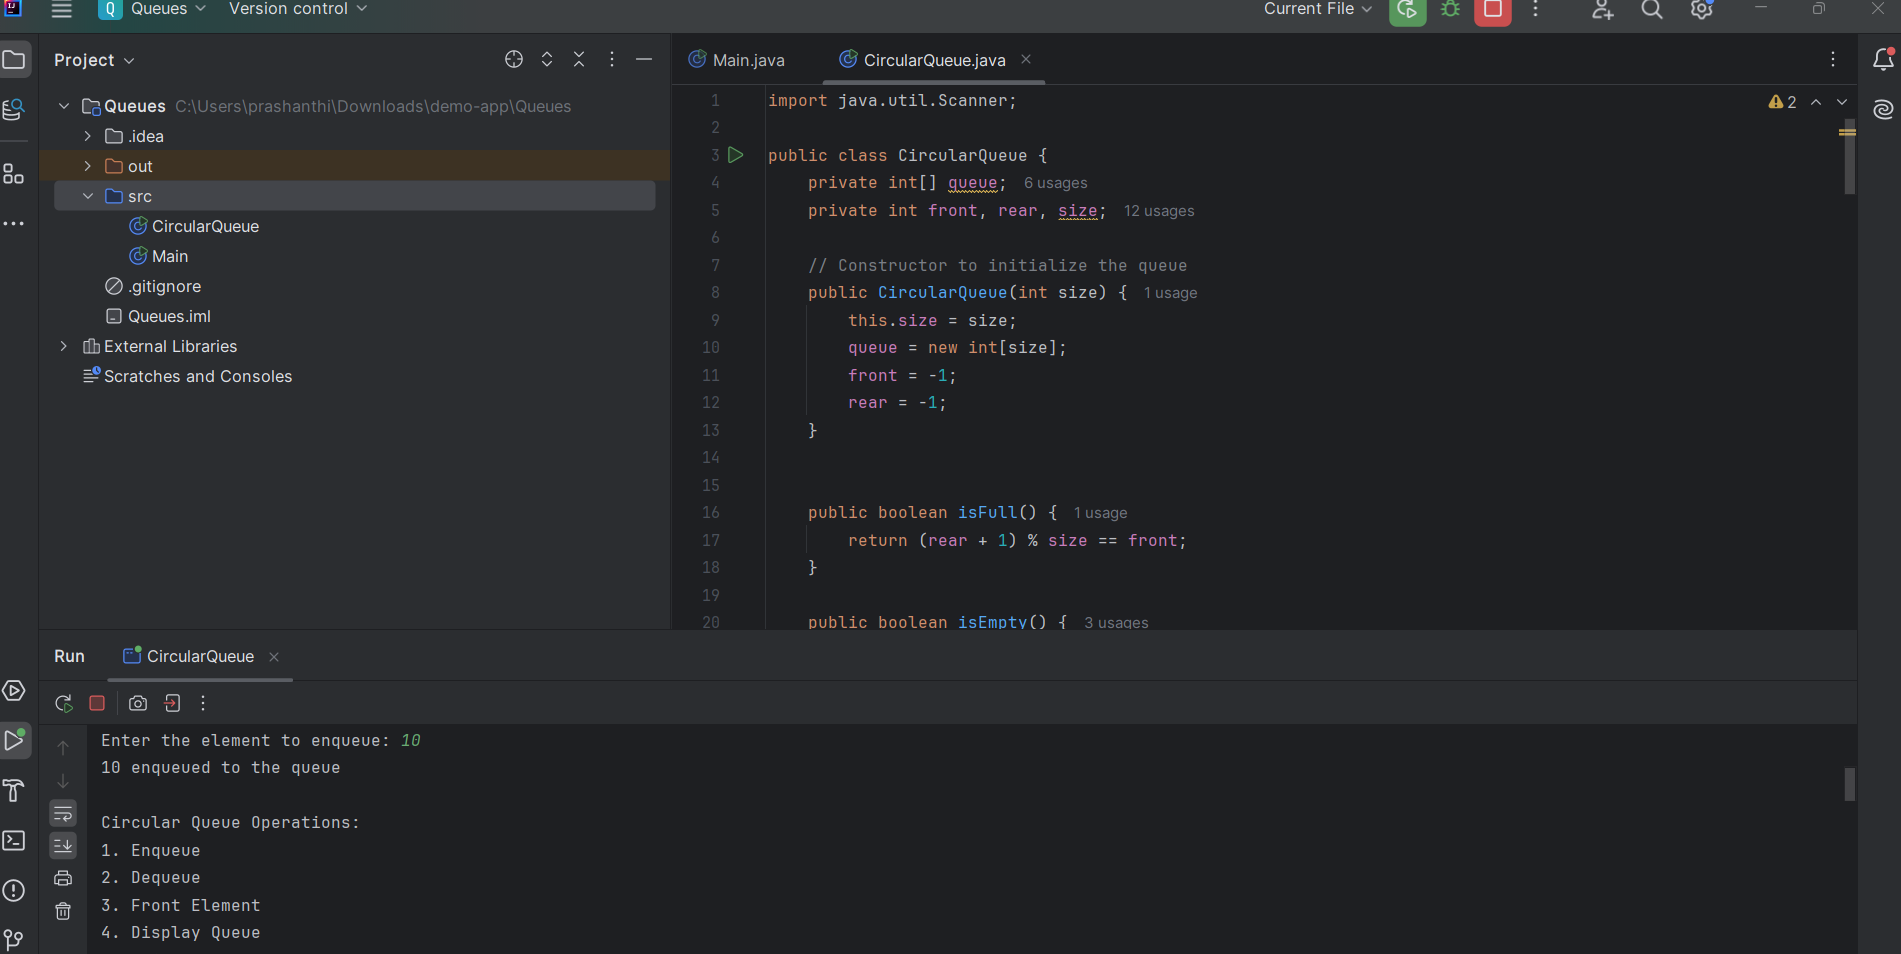 Q Queues Version control Current File
Project
Main.java CircularQueue.java
Queues C:\Users\prashanthi\Downloads\demo-app\Queues
.idea
out
src
CircularQueue
Main
.gitignore
Queues.iml
External Libraries
Scratches and Consoles
2
1 import java.util.Scanner;
2
3 public class CircularQueue {
4 private int[] queue; 6 usages
5 private int front, rear, size; 12 usages
6
7 // Constructor to initialize the queue
8 public CircularQueue(int size) { 1 usage
9 this.size = size;
10 queue = new int[size];
11 front = -1;
12 rear = -1;
13 }
14
15
16 public boolean isFull() { 1 usage
17 return (rear + 1) % size == front;
18 }
19
20 public boolean isEmpty() { 3 usages
Run CircularQueue
Enter the element to enqueue: 10
10 enqueued to the queue
Circular Queue Operations:
1. Enqueue
2. Dequeue
3. Front Element
4. Display Queue